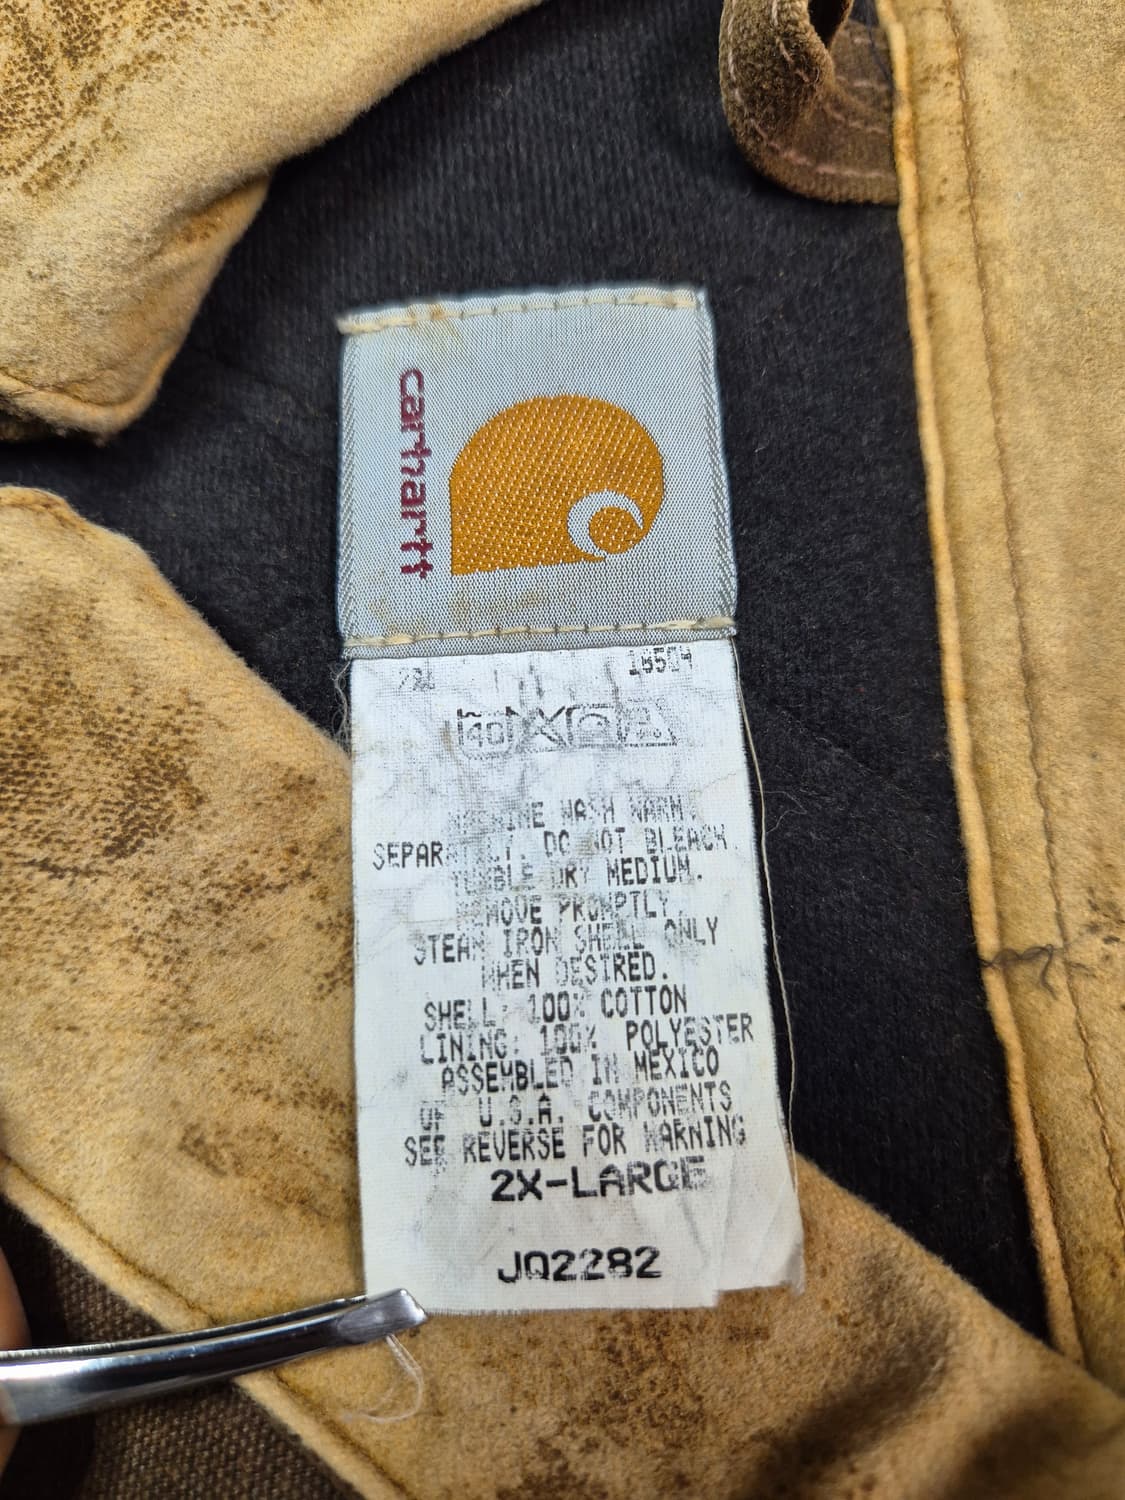 carhartt
40
MACHINE WASH WARM
SEPARATELY. DO NOT BLEACH.
TUMBLE DRY MEDIUM.
REMOVE PROMPTLY.
STEAM IRON SHELL ONLY
WHEN DESIRED.
SHELL: 100% COTTON
LINING: 100% POLYESTER
ASSEMBLED IN MEXICO
OF U.S.A. COMPONENTS
SEE REVERSE FOR WARNING
2X-LARGE
JQ2282